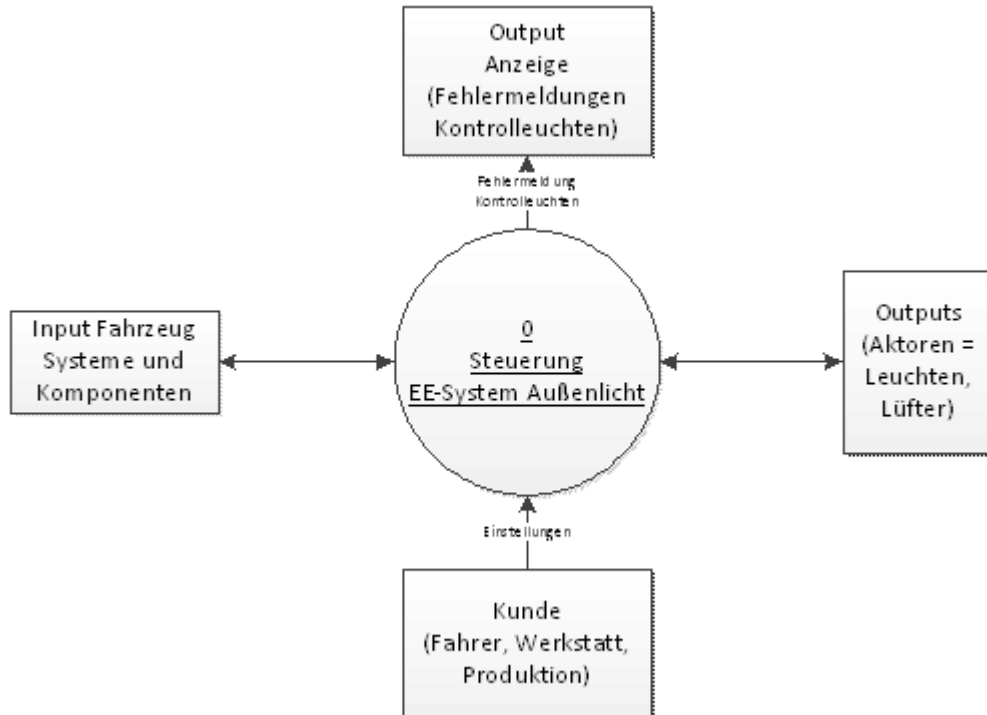 Output
Anzeige
(Fehlermeldungen
Kontrolleuchten)
Fehlermeldung
Kontrolleuchten
Input Fahrzeug
Systeme und
Komponenten
0
Steuerung
EE-System Außenlicht
Outputs
(Aktoren =
Leuchten,
Lüfter)
Einstellungen
Kunde
(Fahrer, Werkstatt,
Produktion)